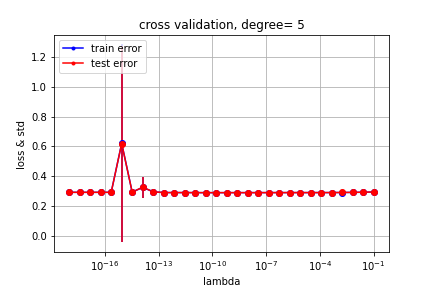 cross validation, degree= 5
train error
test error
loss & std
1.2
1.0
0.8
0.6
0.4
0.2
0.0
10⁻¹⁶ 10⁻¹³ 10⁻¹⁰ 10⁻⁷ 10⁻⁴ 10⁻¹
lambda